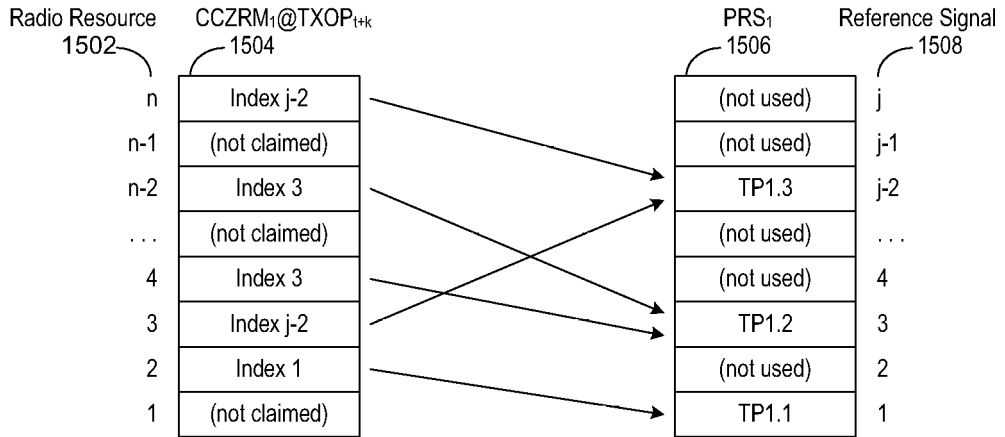 Radio Resource CCZRM₁@TXOPₜ₊ₖ PRS₁ Reference Signal
1502 1504 1506 1508
n Index j-2 (not used) j
n-1 (not claimed) (not used) j-1
n-2 Index 3 TP1.3 j-2
... (not claimed) (not used) ...
4 Index 3 (not used) 4
3 Index j-2 TP1.2 3
2 Index 1 (not used) 2
1 (not claimed) TP1.1 1